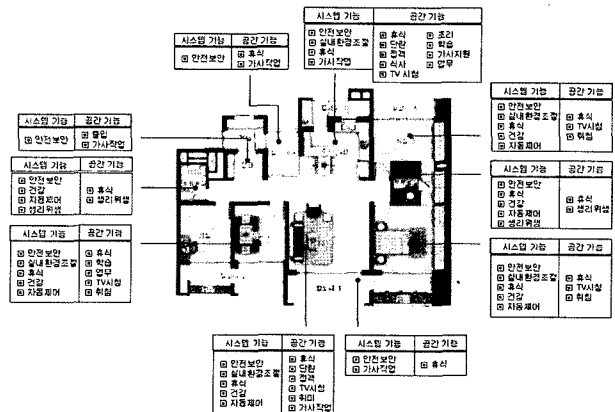 시스템 기능 공간 기능
안전보안 휴식
가사작업
시스템 기능 공간 기능
안전보안 휴식 조리
실내환경조절 단란 학습
휴식 접객 가사지원
가사작업 식사 업무
TV시청
시스템 기능 공간 기능
안전보안 출입
가사작업
시스템 기능 공간 기능
안전보안 휴식
건강 생리위생
자동제어
생리위생
시스템 기능 공간 기능
안전보안 휴식
실내환경조절 학습
휴식 업무
건강 TV시청
자동제어 취침
시스템 기능 공간 기능
안전보안 휴식
실내환경조절 TV시청
휴식 취침
건강
자동제어
시스템 기능 공간 기능
안전보안 휴식
휴식 생리위생
건강
자동제어
생리위생
시스템 기능 공간 기능
안전보안 휴식
실내환경조절 TV시청
휴식 취침
건강
자동제어
시스템 기능 공간 기능
안전보안 휴식
실내환경조절 단란
휴식 접객
건강 TV시청
자동제어 취미
가사작업
시스템 기능 공간 기능
안전보안 휴식
가사작업